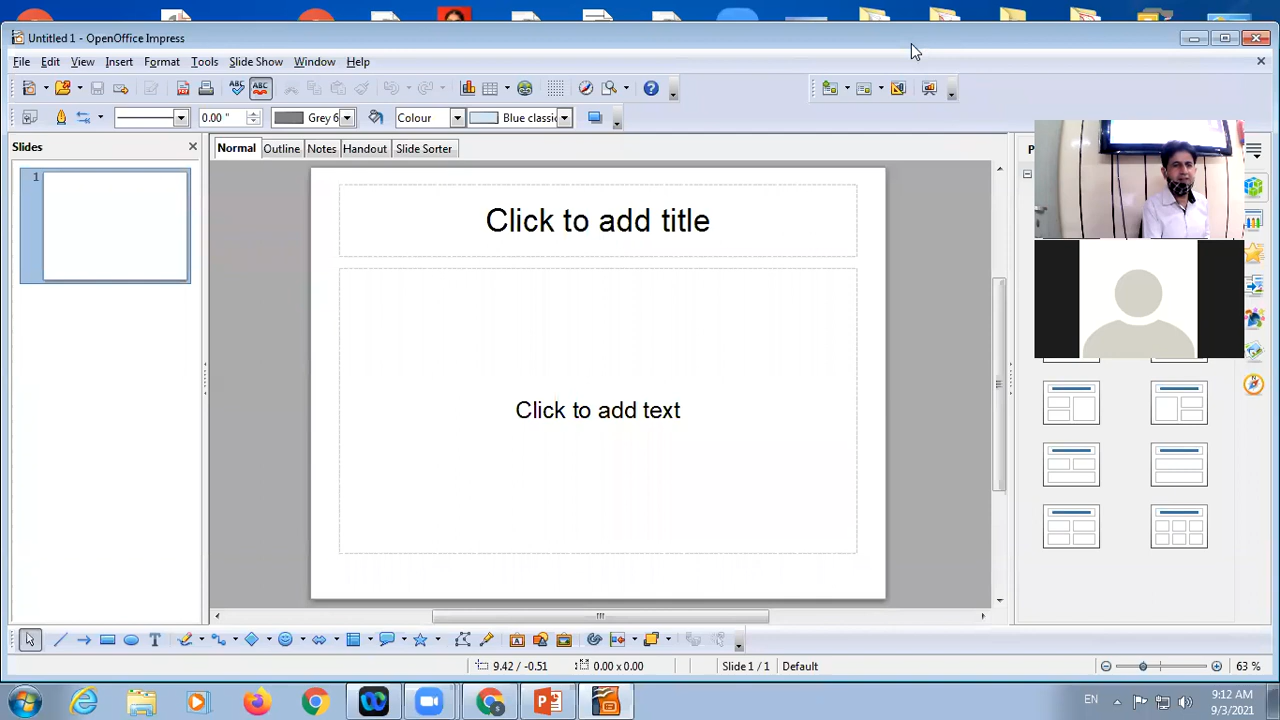 Untitled 1 - OpenOffice Impress
File Edit View Insert Format Tools Slide Show Window Help
0.00 " Grey 6 Colour Blue classi
Slides
Normal Outline Notes Handout Slide Sorter
1
Click to add title
Click to add text
9.42 / -0.51 0.00 x 0.00 Slide 1 / 1 Default 63 %
EN
9:12 AM
9/3/2021